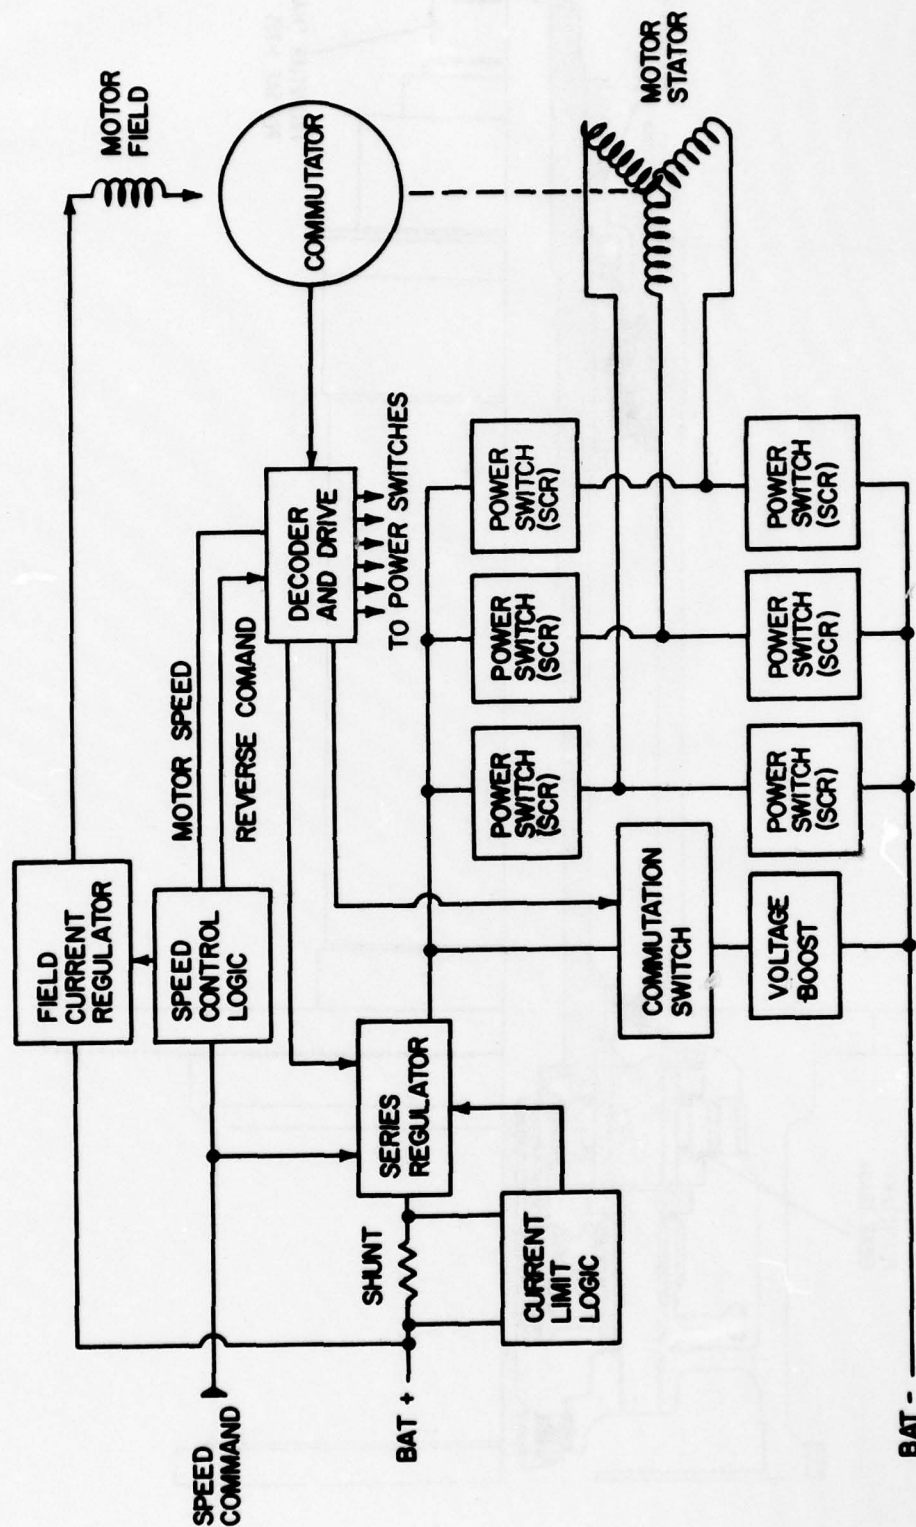 MOTOR
FIELD
COMMUTATOR
MOTOR
STATOR
FIELD
CURRENT
REGULATOR
MOTOR SPEED
REVERSE COMAND
SPEED
CONTROL
LOGIC
DECODER
AND DRIVE
TO POWER SWITCHES
SPEED
COMMAND
SERIES
REGULATOR
SHUNT
BAT +
CURRENT
LIMIT
LOGIC
POWER
SWITCH
(SCR)
POWER
SWITCH
(SCR)
POWER
SWITCH
(SCR)
COMMUTATION
SWITCH
VOLTAGE
BOOST
POWER
SWITCH
(SCR)
POWER
SWITCH
(SCR)
POWER
SWITCH
(SCR)
BAT -